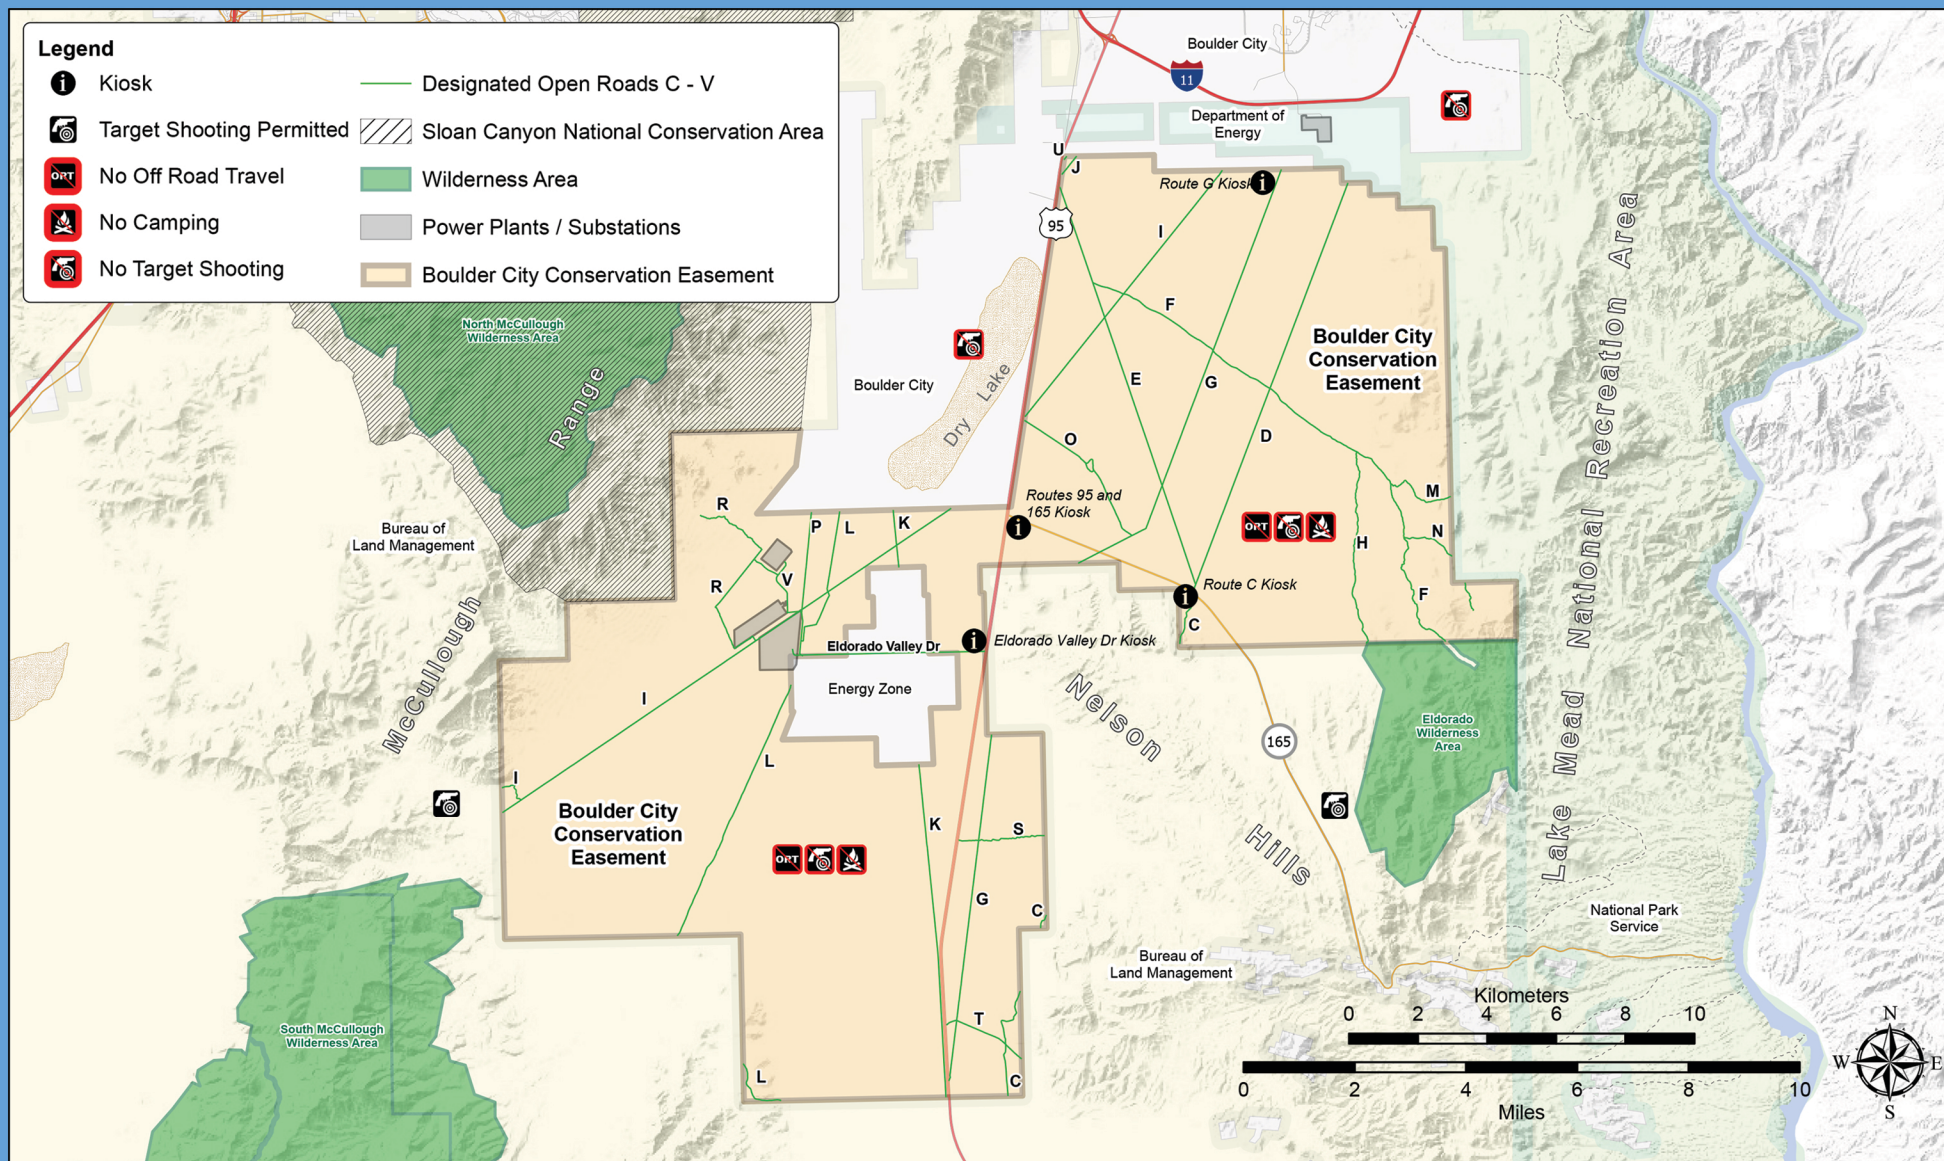 Legend
Kiosk
Target Shooting Permitted
No Off Road Travel
No Camping
No Target Shooting
Designated Open Roads C - V
Sloan Canyon National Conservation Area
Wilderness Area
Power Plants / Substations
Boulder City Conservation Easement
Boulder City
11
Department of
Energy
U
J
Route G Kiosk
95
I
F
North McCullough
Wilderness Area
Range
Boulder City
Dry Lake
E
G
Boulder City
Conservation
Easement
O
D
Lake Mead National Recreation Area
Routes 95 and
165 Kiosk
M
N
H
F
ORT
Bureau of
Land Management
R
P
L
K
R
V
Route C Kiosk
C
Eldorado Valley Dr
Eldorado Valley Dr Kiosk
Energy Zone
McCullough
I
I
L
Nelson
Hills
165
Eldorado
Wilderness
Area
Boulder City
Conservation
Easement
ORT
K
S
G
C
T
C
L
Bureau of
Land Management
National Park
Service
South McCullough
Wilderness Area
Kilometers
0 2 4 6 8 10
0 2 4 6 8 10
Miles
N
W E
S
ORT